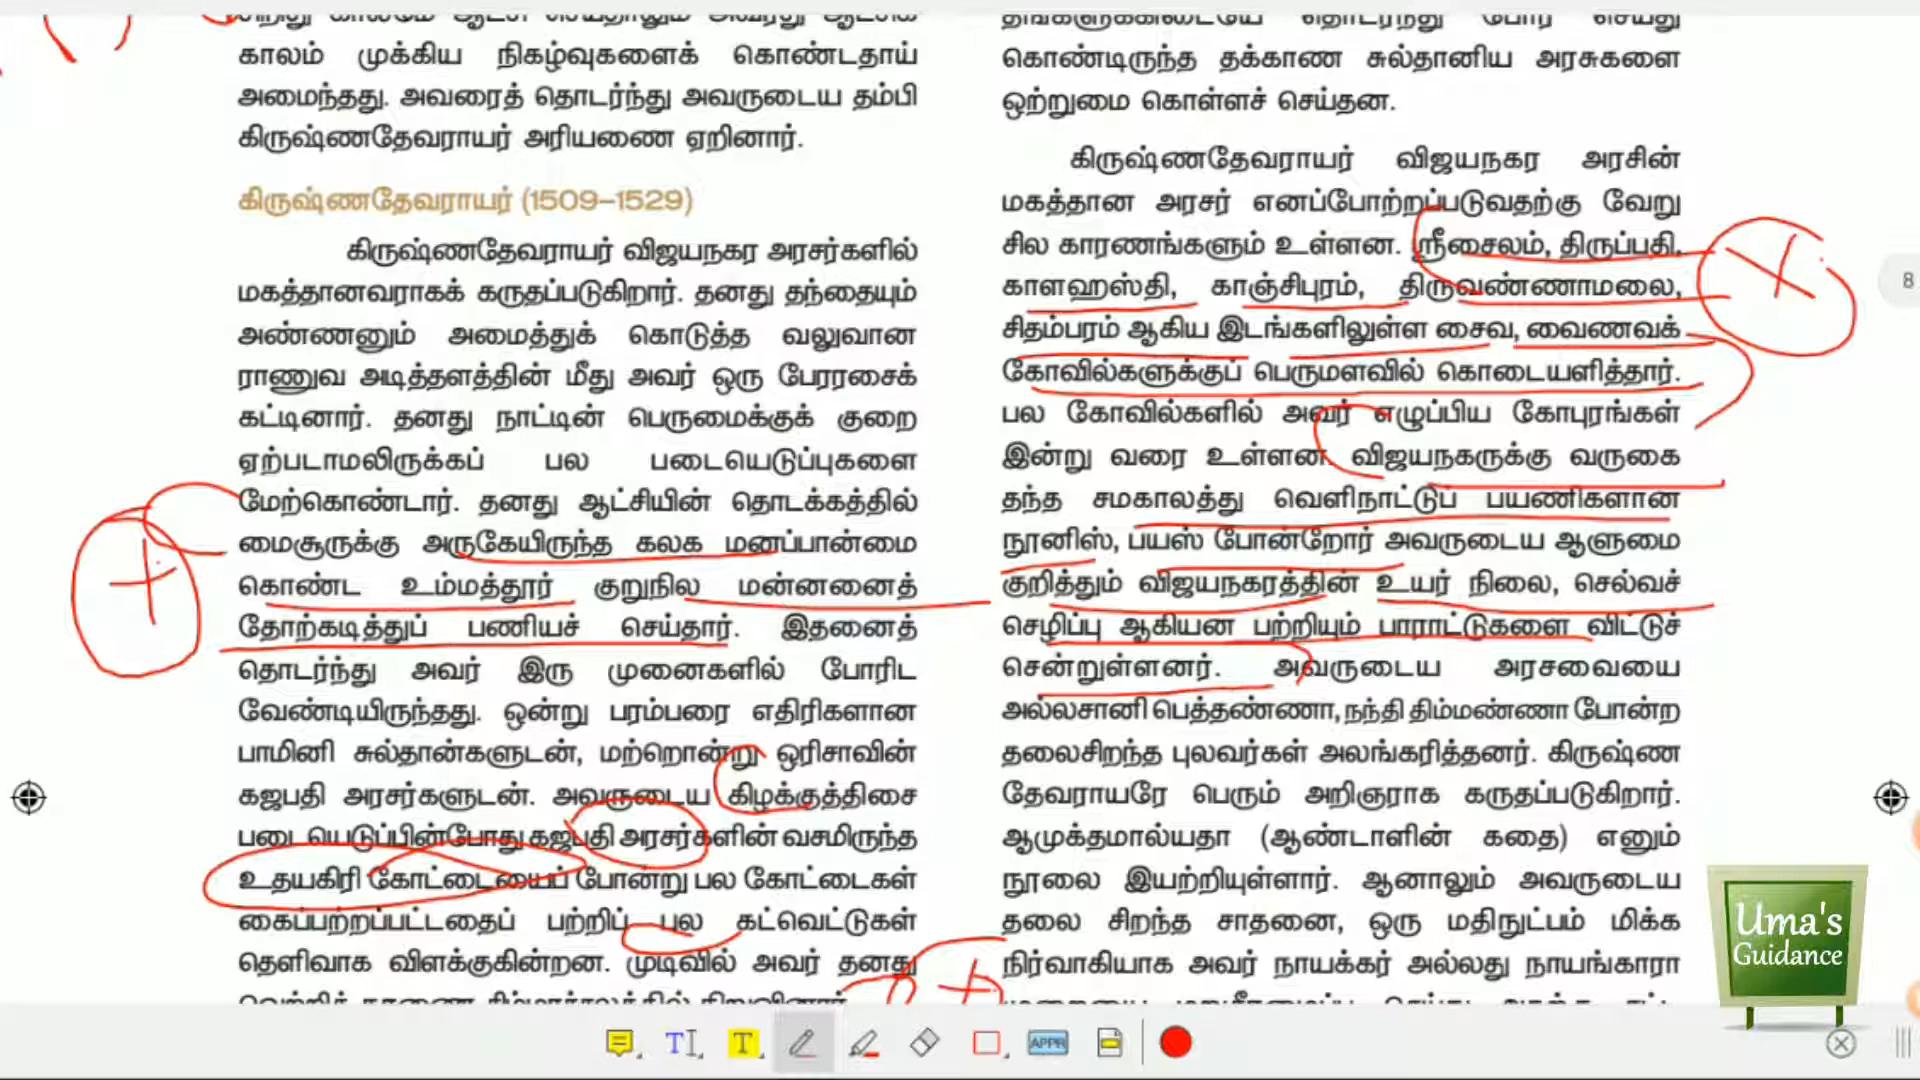 சிறிது காலமே ஆட்சி செய்தாலும் அவரது ஆட்சிக்
காலம் முக்கிய நிகழ்வுகளைக் கொண்டதாய்
அமைந்தது. அவரைத் தொடர்ந்து அவருடைய தம்பி
கிருஷ்ணதேவராயர் அரியணை ஏறினார்.
கிருஷ்ணதேவராயர் (1509–1529)
கிருஷ்ணதேவராயர் விஜயநகர அரசர்களில்
மகத்தானவராகக் கருதப்படுகிறார். தனது தந்தையும்
அண்ணனும் அமைத்துக் கொடுத்த வலுவான
ராணுவ அடித்தளத்தின் மீது அவர் ஒரு பேரரசைக்
கட்டினார். தனது நாட்டின் பெருமைக்குக் குறை
ஏற்படாமலிருக்கப் பல படையெடுப்புகளை
மேற்கொண்டார். தனது ஆட்சியின் தொடக்கத்தில்
மைசூருக்கு அருகேயிருந்த கலக மனப்பான்மை
கொண்ட உம்மத்தூர் குறுநில மன்னனைத்
தோற்கடித்துப் பணியச் செய்தார். இதனைத்
தொடர்ந்து அவர் இரு முனைகளில் போரிட
வேண்டியிருந்தது. ஒன்று பரம்பரை எதிரிகளான
பாமினி சுல்தான்களுடன், மற்றொன்று ஒரிசாவின்
கஜபதி அரசர்களுடன். அவருடைய கிழக்குத்திசை
படை யெடுப்பின்போது கஜபதி அரசர்களின் வசமிருந்த
உதயகிரி கோட்டையைப் போன்று பல கோட்டைகள்
கைப்பற்றப்பட்டதைப் பற்றிப் பல கட்வெட்டுகள்
தெளிவாக விளக்குகின்றன. முடிவில் அவர் தனது
தங்களுக்கிடையே தொடர்ந்து போர் செய்து
கொண்டிருந்த தக்காண சுல்தானிய அரசுகளை
ஒற்றுமை கொள்ளச் செய்தன.
கிருஷ்ணதேவராயர் விஜயநகர அரசின்
மகத்தான அரசர் எனப்போற்றப்படுவதற்கு வேறு
சில காரணங்களும் உள்ளன. ஸ்ரீசைலம், திருப்பதி,
காளஹஸ்தி, காஞ்சிபுரம், திருவண்ணாமலை,
சிதம்பரம் ஆகிய இடங்களிலுள்ள சைவ, வைணவக்
கோவில்களுக்குப் பெருமளவில் கொடையளித்தார்.
பல கோவில்களில் அவர் எழுப்பிய கோபுரங்கள்
இன்று வரை உள்ளன. விஜயநகருக்கு வருகை
தந்த சமகாலத்து வெளிநாட்டுப் பயணிகளான
நூனிஸ், பயஸ் போன்றோர் அவருடைய ஆளுமை
குறித்தும் விஜயநகரத்தின் உயர் நிலை, செல்வச்
செழிப்பு ஆகியன பற்றியும் பாராட்டுகளை விட்டுச்
சென்றுள்ளனர். அவருடைய அரசவையை
அல்லசானி பெத்தண்ணா, நந்தி திம்மண்ணா போன்ற
தலைசிறந்த புலவர்கள் அலங்கரித்தனர். கிருஷ்ண
தேவராயரே பெரும் அறிஞராக கருதப்படுகிறார்.
ஆமுக்தமால்யதா (ஆண்டாளின் கதை) எனும்
நூலை இயற்றியுள்ளார். ஆனாலும் அவருடைய
தலை சிறந்த சாதனை, ஒரு மதிநுட்பம் மிக்க
நிர்வாகியாக அவர் நாயக்கர் அல்லது நாயங்காரா
8
Uma's
Guidance
T
T
APPR